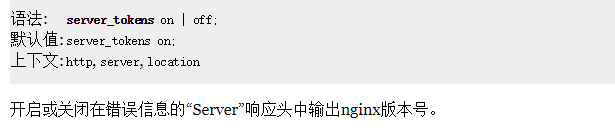 语法: server_tokens on | off;
默认值:server_tokens on;
上下文:http, server, location
开启或关闭在错误信息的“Server”响应头中输出nginx版本号。